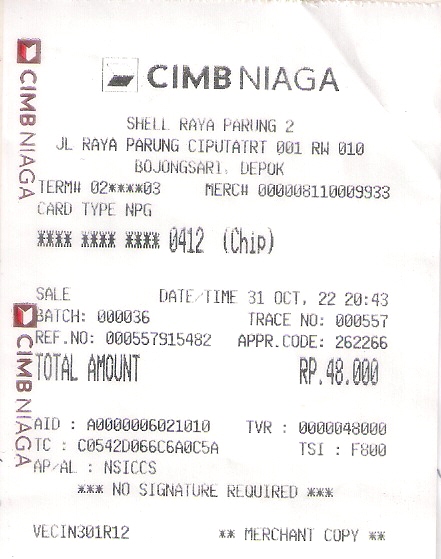 CIMB NIAGA
CIMB NIAGA
SHELL RAYA PARUNG 2
JL RAYA PARUNG CIPUTATRT 001 RW 010
BOJONGSARI, DEPOK
TERM# 02****03 MERC# 000008110009933
CARD TYPE NPG
**** **** **** 0412 (Chip)
SALE DATE/TIME 31 OCT, 22 20:43
BATCH: 000036 TRACE NO: 000557
REF.NO: 000557915482 APPR.CODE: 262266
TOTAL AMOUNT RP.48.000
CIMB NIAGA
AID : A0000006021010 TVR : 0000048000
TC : C0542D066C6A0C5A TSI : F800
AP/AL : NSICCS
*** NO SIGNATURE REQUIRED ***
VECIN301R12 ** MERCHANT COPY **